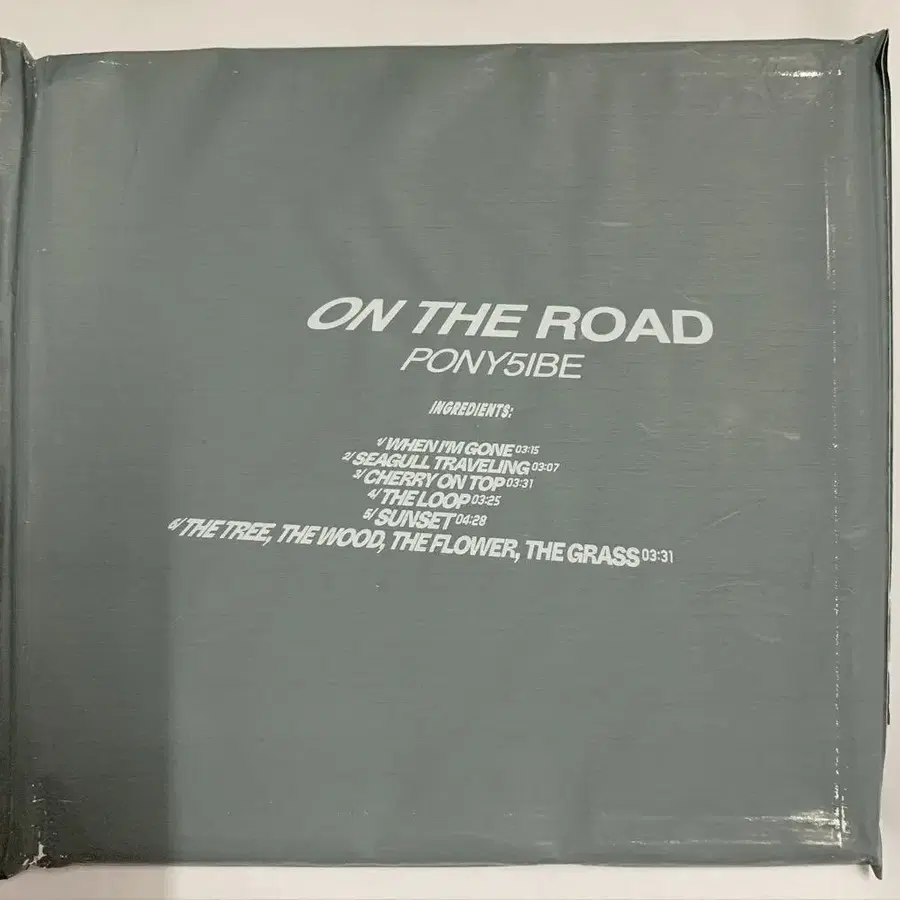 ON THE ROAD
PONY5IBE
INGREDIENTS:
1/ WHEN I'M GONE 03:15
2/ SEAGULL TRAVELING 03:07
3/ CHERRY ON TOP 03:31
4/ THE LOOP 03:25
5/ SUNSET 04:28
6/ THE TREE, THE WOOD, THE FLOWER, THE GRASS 03:31